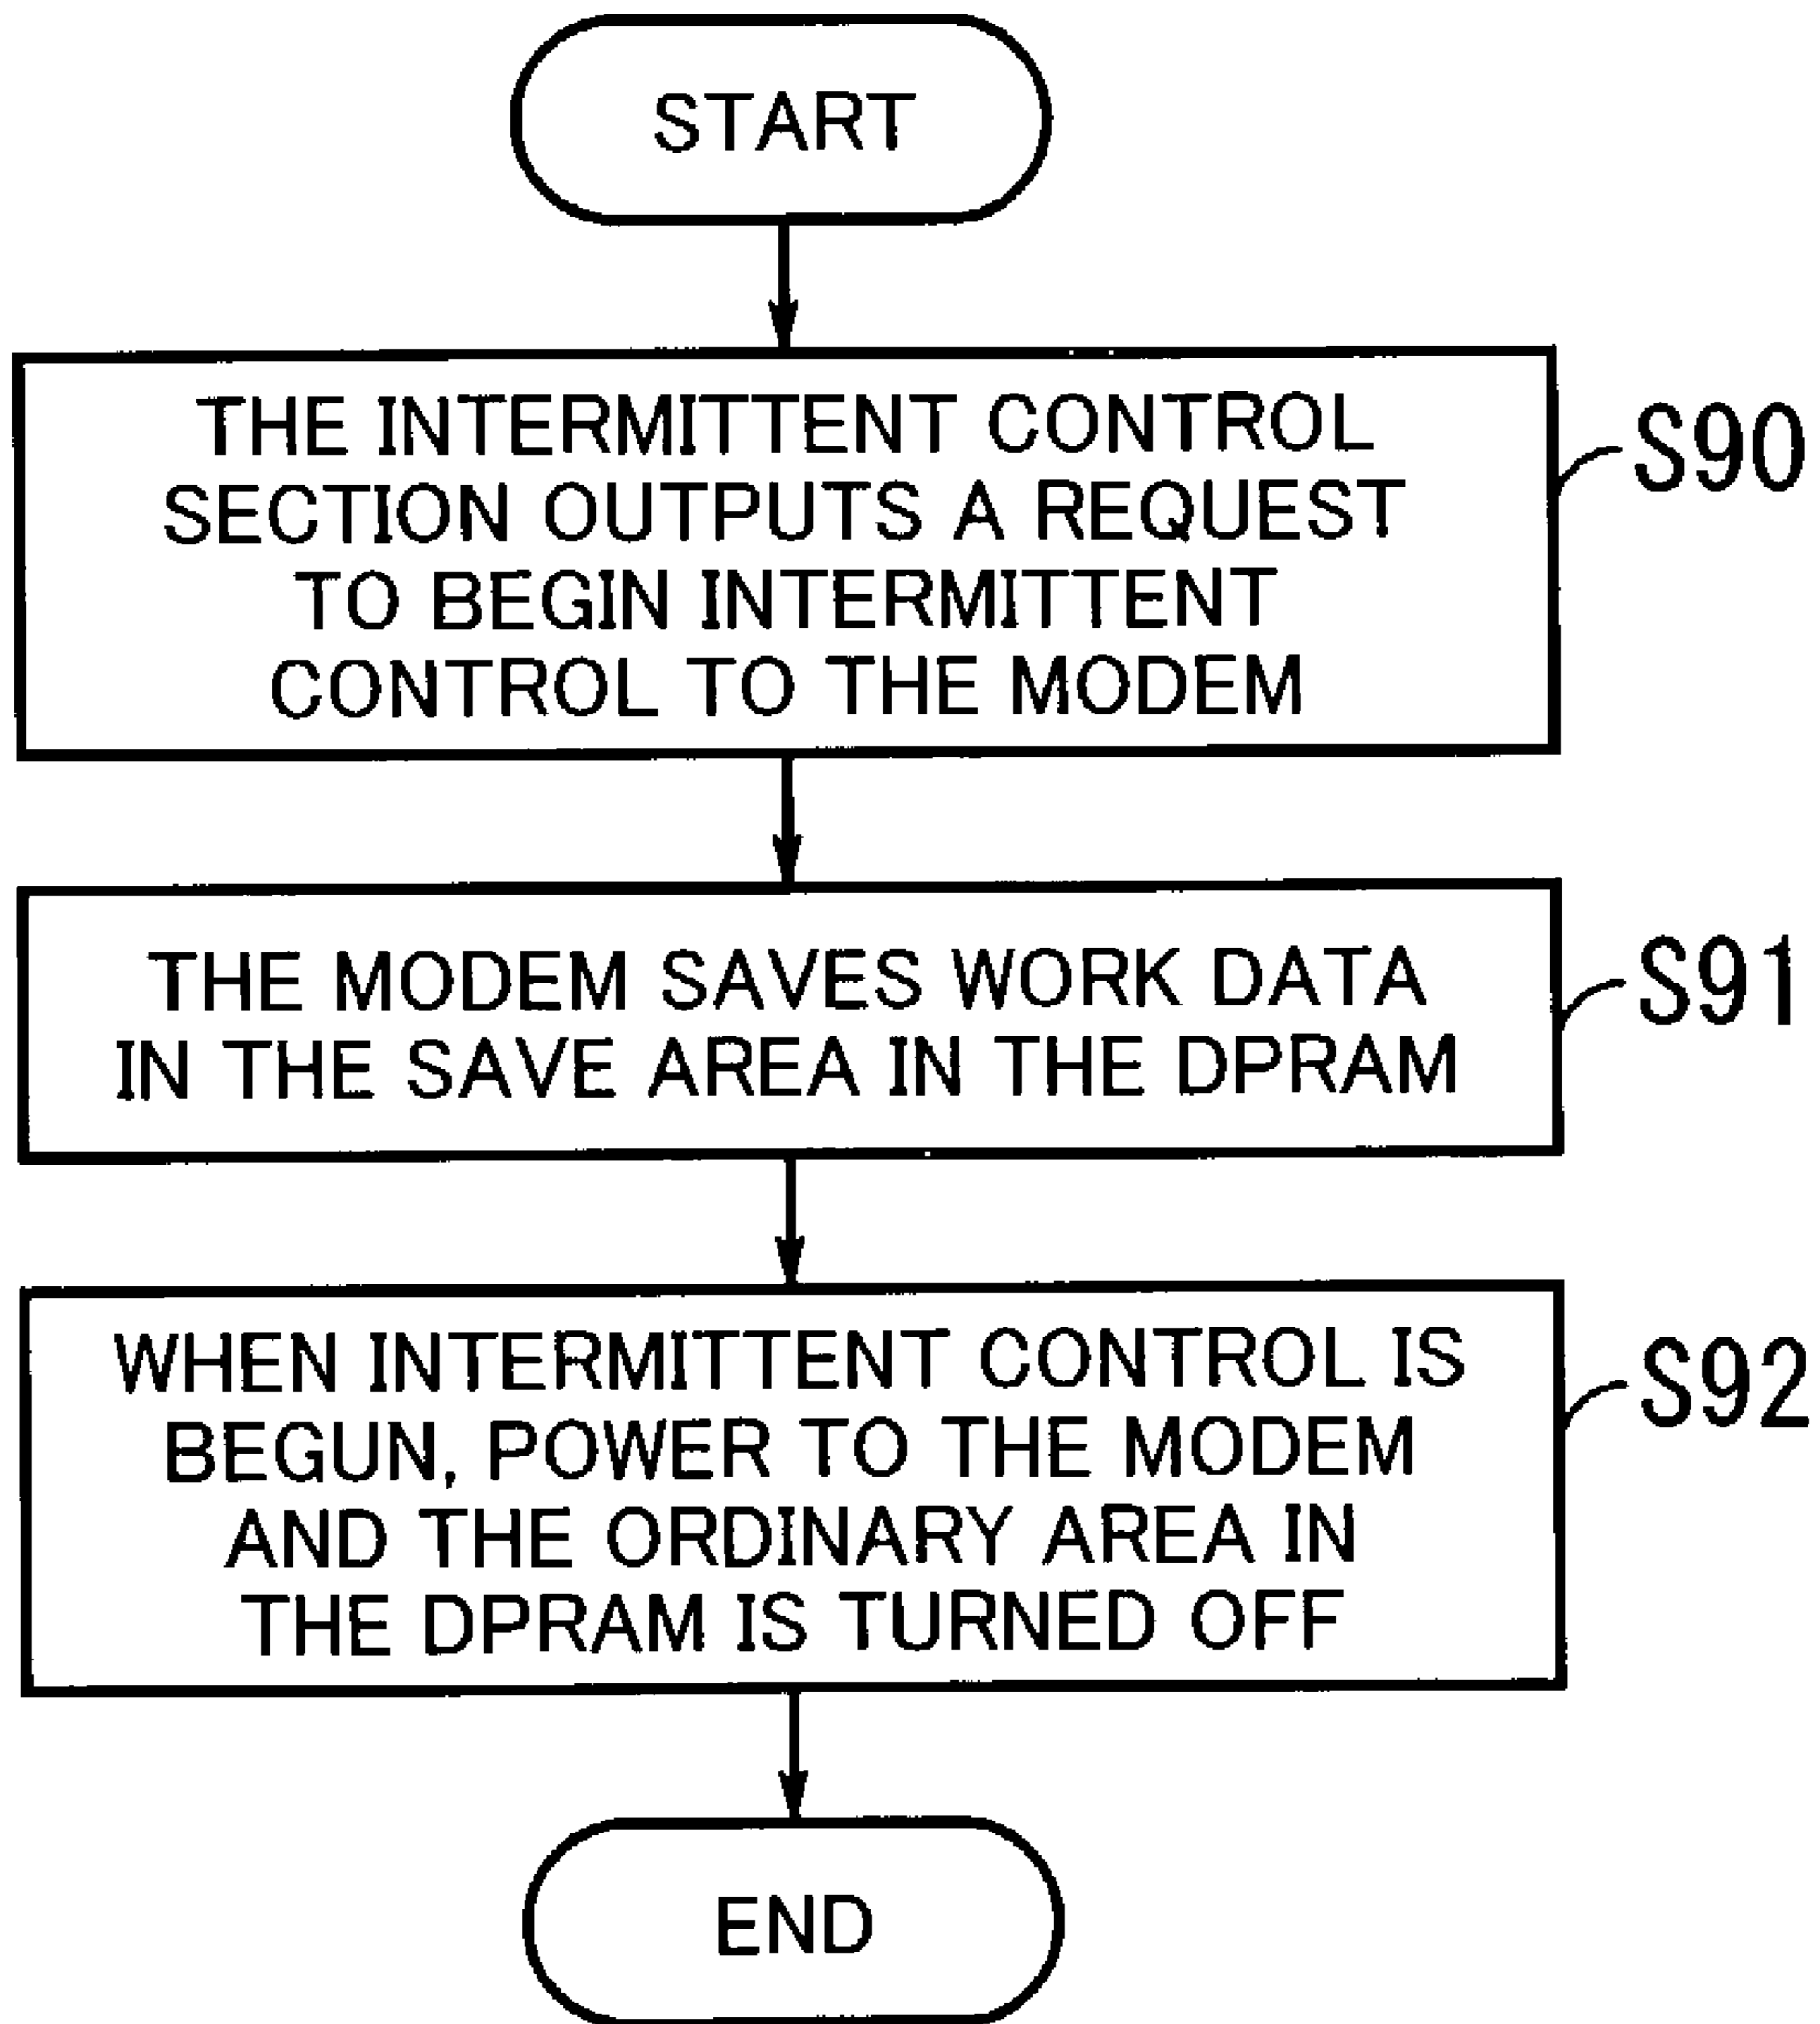 START
THE INTERMITTENT CONTROL
SECTION OUTPUTS A REQUEST
TO BEGIN INTERMITTENT
CONTROL TO THE MODEM
S90
THE MODEM SAVES WORK DATA
IN THE SAVE AREA IN THE DPRAM
S91
WHEN INTERMITTENT CONTROL IS
BEGUN, POWER TO THE MODEM
AND THE ORDINARY AREA IN
THE DPRAM IS TURNED OFF
S92
END